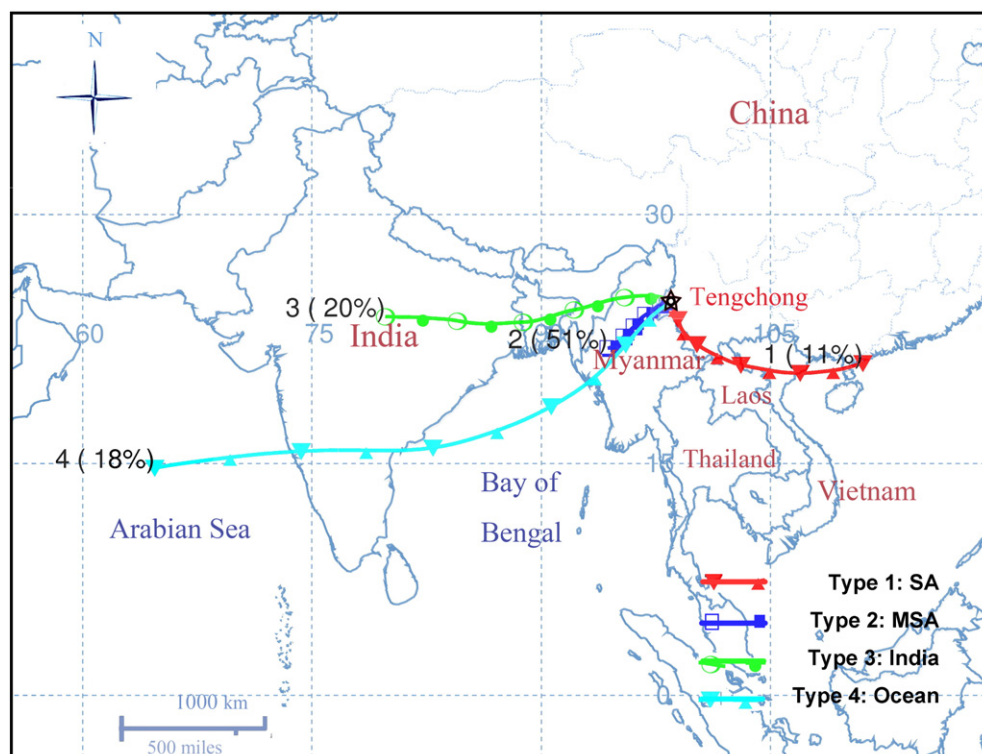 N
China
30
3 ( 20%)
Tengchong
60
75
India
2 ( 51%)
105
1 ( 11%)
Myanmar
Laos
4 ( 18%)
Thailand
15
Bay of
Bengal
Vietnam
Arabian Sea
Type 1: SA
Type 2: MSA
Type 3: India
Type 4: Ocean
0
1000 km
500 miles